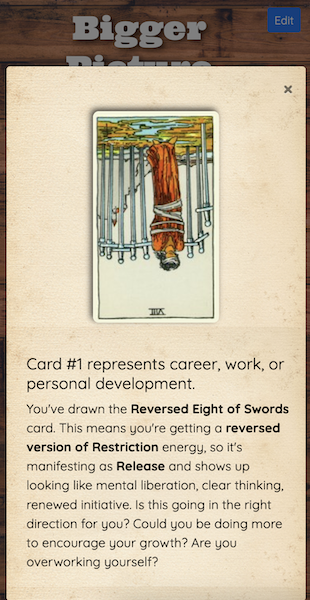 Bigger
Picture
Edit
×
VIII
Card #1 represents career, work, or
personal development.
You've drawn the Reversed Eight of Swords
card. This means you're getting a reversed
version of Restriction energy, so it's
manifesting as Release and shows up
looking like mental liberation, clear thinking,
renewed initiative. Is this going in the right
direction for you? Could you be doing more
to encourage your growth? Are you
overworking yourself?